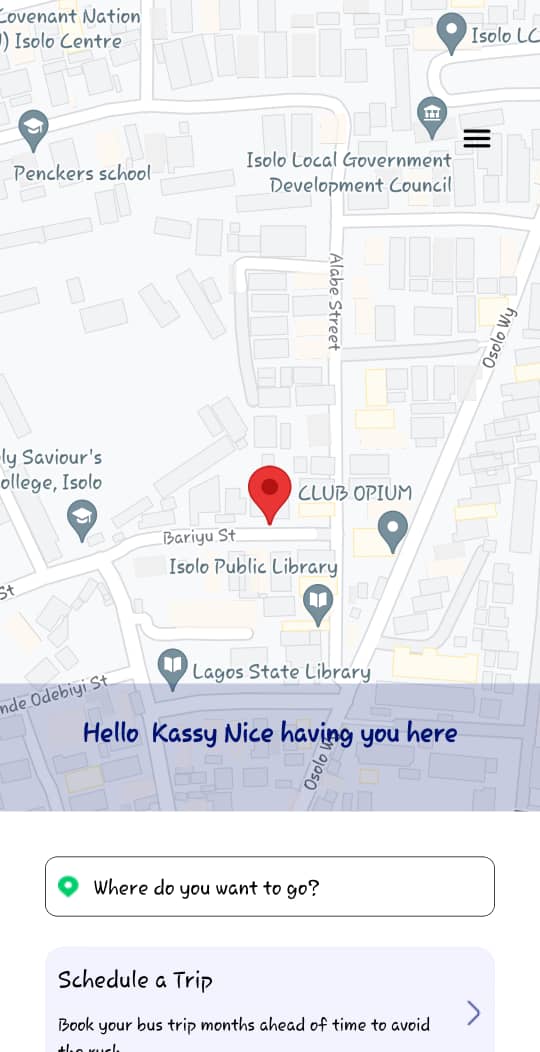 Covenant Nation
Isolo Centre
Isolo LC
Penckers school
Isolo Local Government
Development Council
Alabe Street
Osolo Wy
ly Saviour's
ollege, Isolo
CLUB OPIUM
Bariyu St
Isolo Public Library
St
Lagos State Library
nde Odebiyi St
Hello Kassy Nice having you here
Osolo Wy
Where do you want to go?
Schedule a Trip
Book your bus trip months ahead of time to avoid
the rush